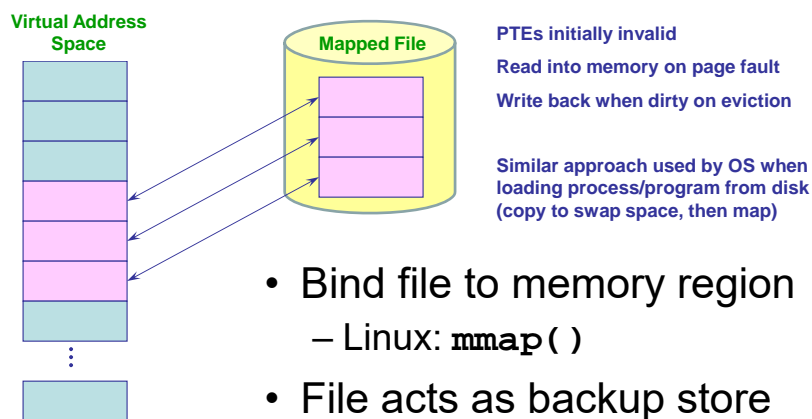 Virtual Address
Space
Mapped File
PTEs initially invalid
Read into memory on page fault
Write back when dirty on eviction
Similar approach used by OS when
loading process/program from disk
(copy to swap space, then map)
• Bind file to memory region
– Linux: mmap()
• File acts as backup store